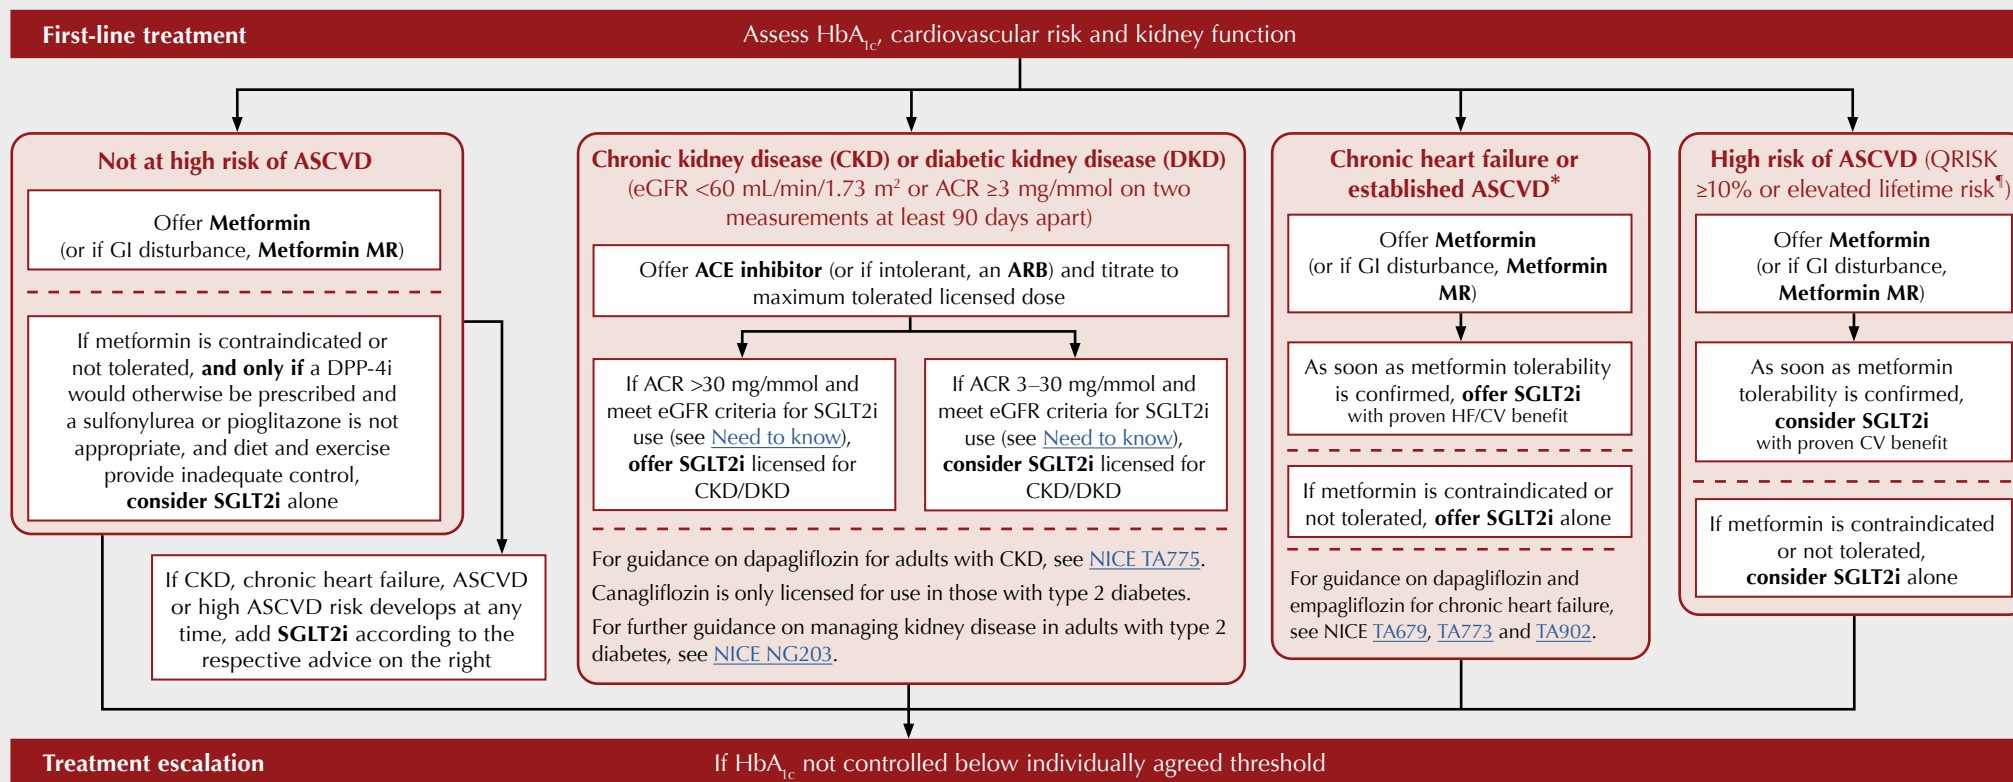 First-line treatment
Assess HbA1c, cardiovascular risk and kidney function
Not at high risk of ASCVD
Offer Metformin
(or if GI disturbance, Metformin MR)
If metformin is contraindicated or
not tolerated, and only if a DPP-4i
would otherwise be prescribed and
a sulfonylurea or pioglitazone is not
appropriate, and diet and exercise
provide inadequate control,
consider SGLT2i alone
If CKD, chronic heart failure, ASCVD
or high ASCVD risk develops at any
time, add SGLT2i according to the
respective advice on the right
Chronic kidney disease (CKD) or diabetic kidney disease (DKD)
(eGFR <60 mL/min/1.73 m² or ACR ≥3 mg/mmol on two
measurements at least 90 days apart)
Offer ACE inhibitor (or if intolerant, an ARB) and titrate to
maximum tolerated licensed dose
If ACR >30 mg/mmol and
meet eGFR criteria for SGLT2i
use (see Need to know),
offer SGLT2i licensed for
CKD/DKD
If ACR 3–30 mg/mmol and
meet eGFR criteria for SGLT2i
use (see Need to know),
consider SGLT2i licensed for
CKD/DKD
For guidance on dapagliflozin for adults with CKD, see NICE TA775.
Canagliflozin is only licensed for use in those with type 2 diabetes.
For further guidance on managing kidney disease in adults with type 2
diabetes, see NICE NG203.
Chronic heart failure or
established ASCVD*
Offer Metformin
(or if GI disturbance, Metformin
MR)
As soon as metformin tolerability
is confirmed, offer SGLT2i
with proven HF/CV benefit
If metformin is contraindicated or
not tolerated, offer SGLT2i alone
For guidance on dapagliflozin and
empagliflozin for chronic heart failure,
see NICE TA679, TA773 and TA902.
High risk of ASCVD (QRISK
≥10% or elevated lifetime risk¶)
Offer Metformin
(or if GI disturbance,
Metformin MR)
As soon as metformin
tolerability is confirmed,
consider SGLT2i
with proven CV benefit
If metformin is contraindicated
or not tolerated,
consider SGLT2i alone
Treatment escalation
If HbA1c not controlled below individually agreed threshold